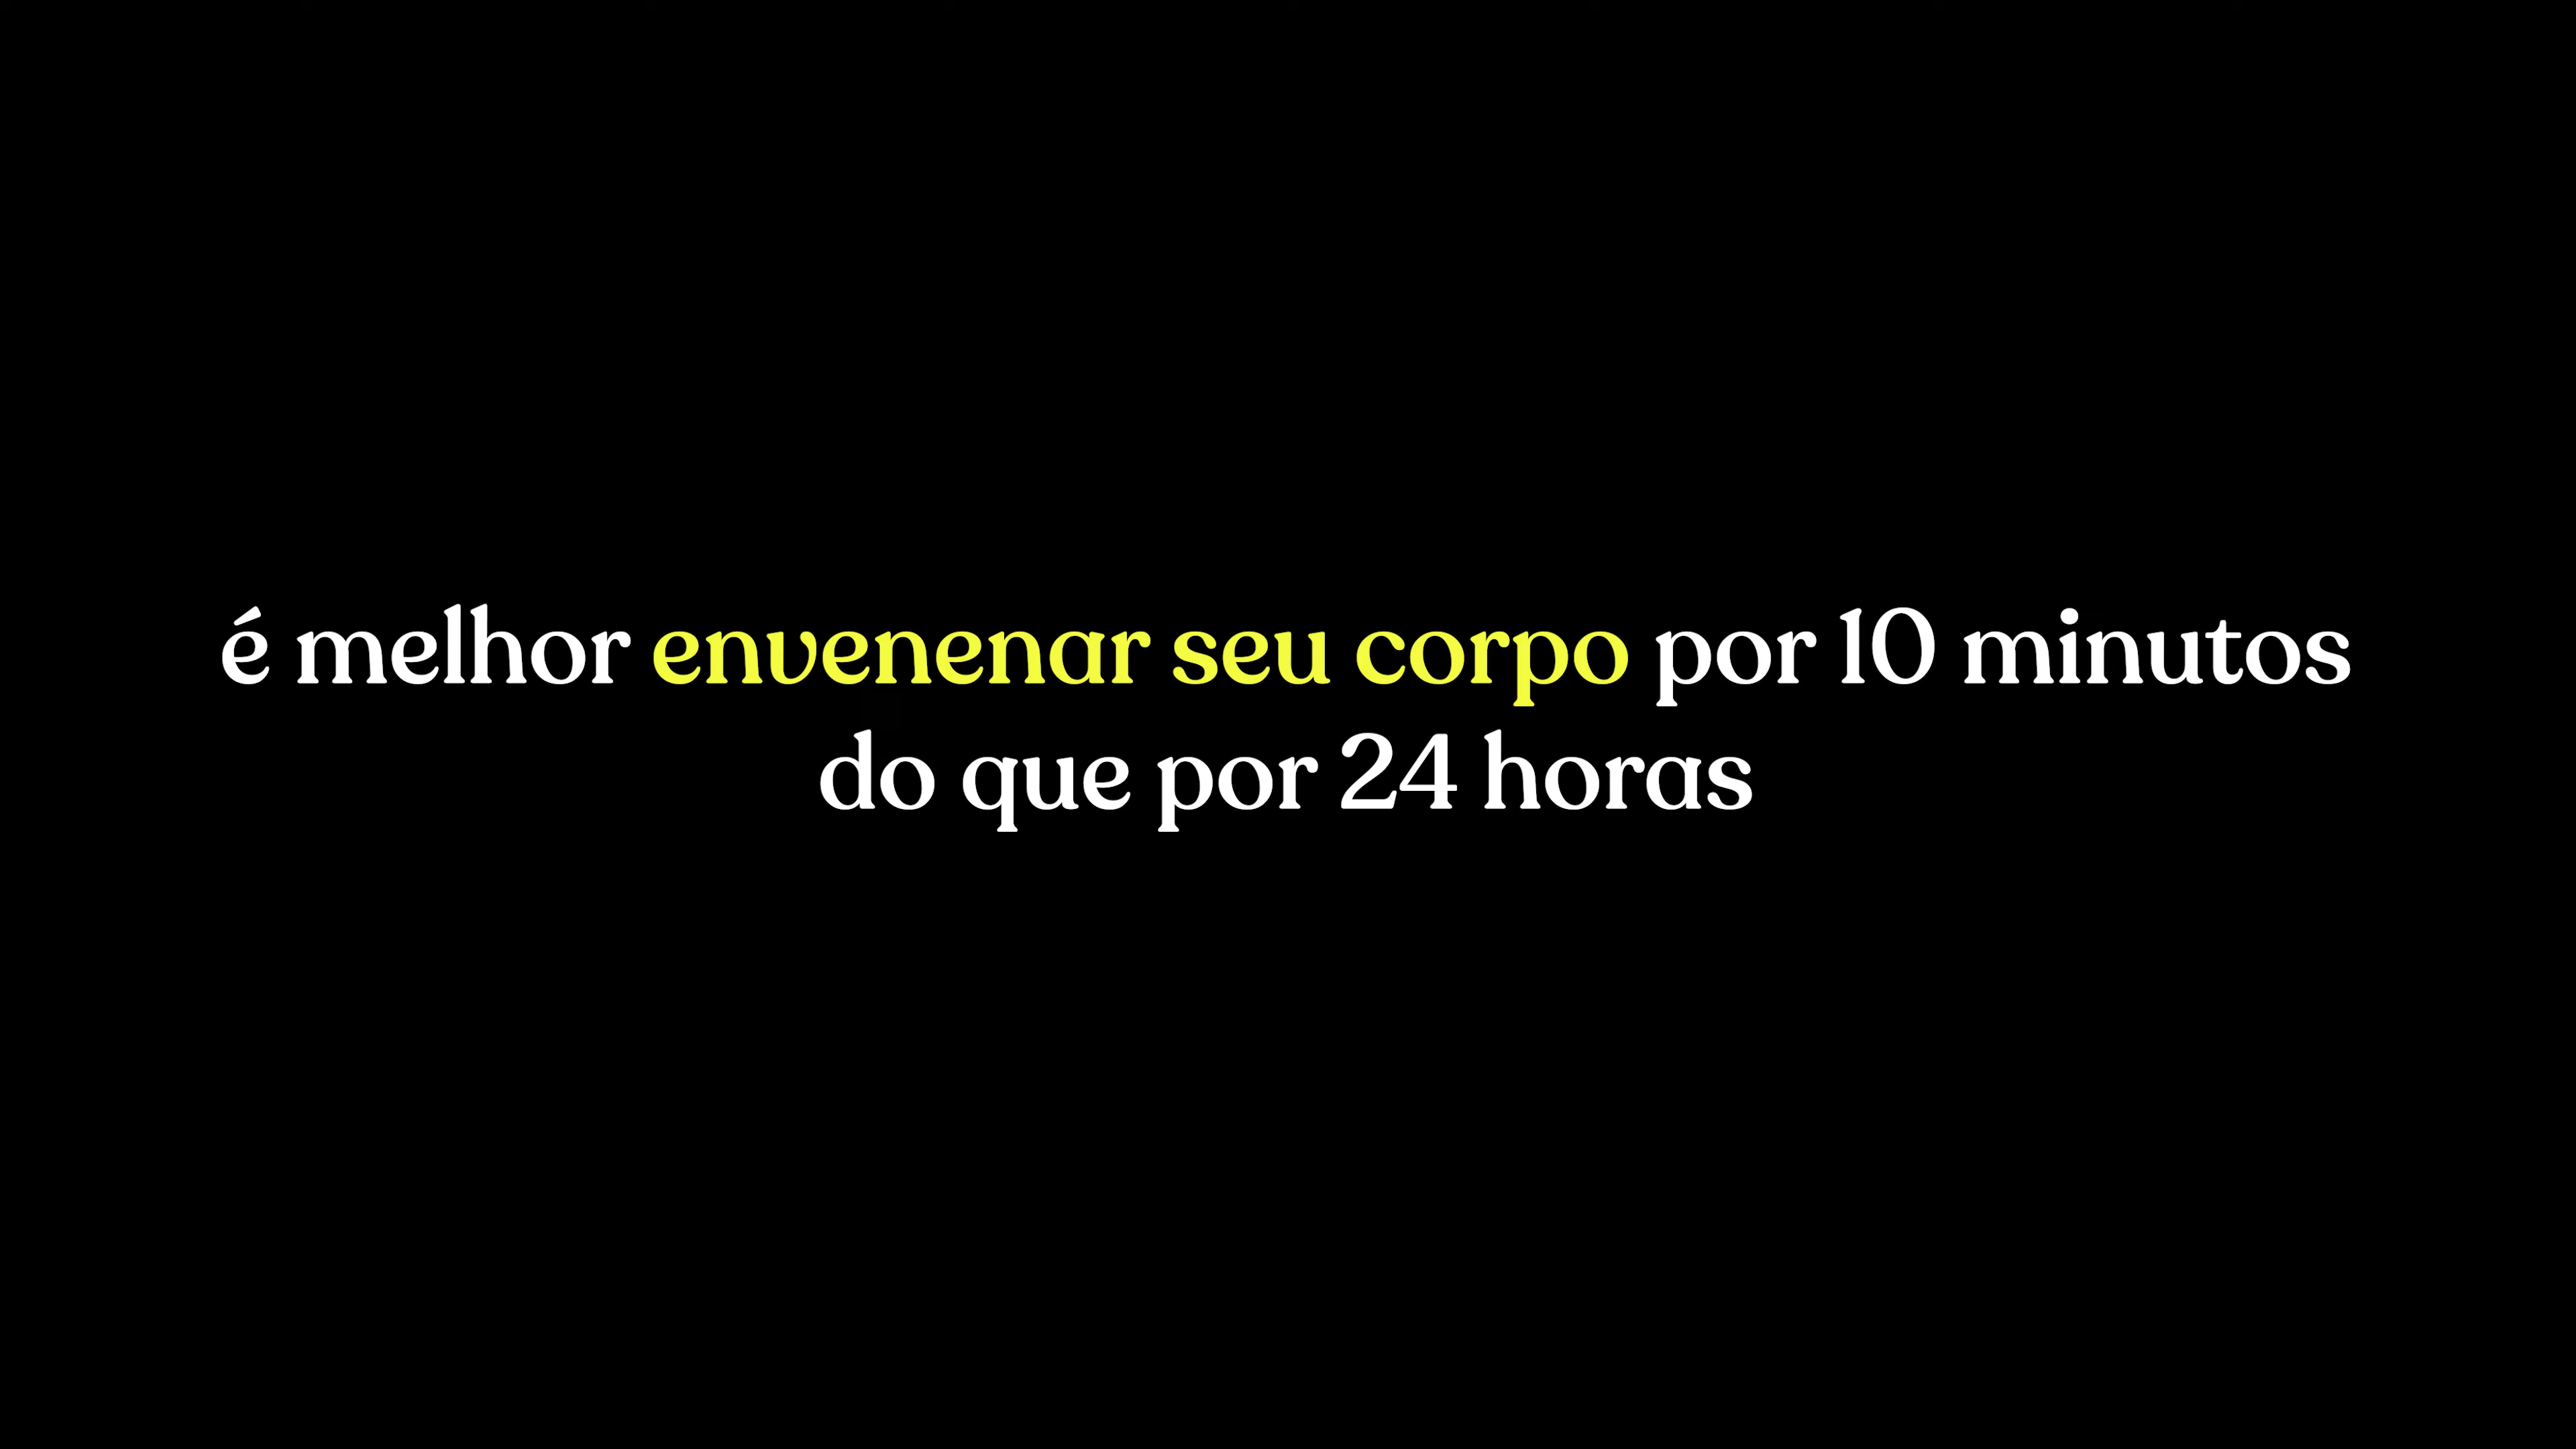 é melhor envenenar seu corpo por 10 minutos
do que por 24 horas